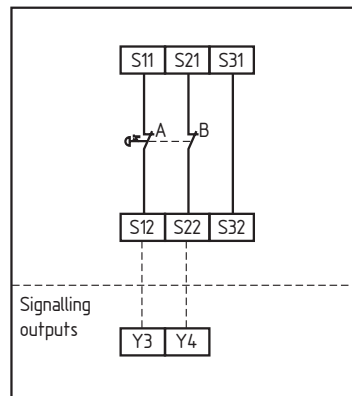 S11 S21 S31
A B
S12 S22 S32
Signalling
outputs
Y3 Y4